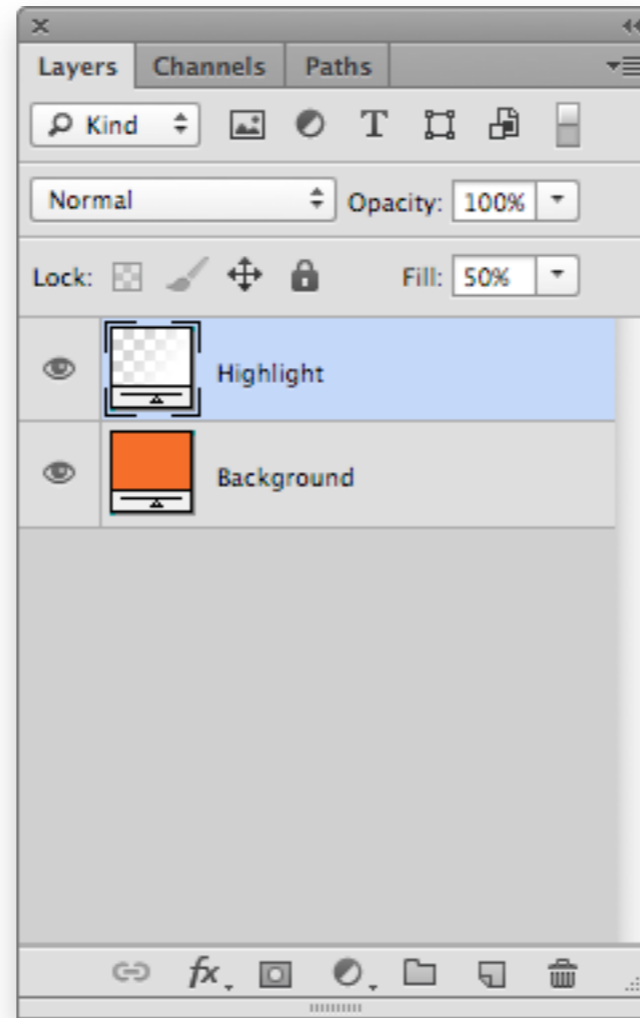 Layers Channels Paths
Kind T
Normal Opacity: 100%
Lock: Fill: 50%
Highlight
Background
fx